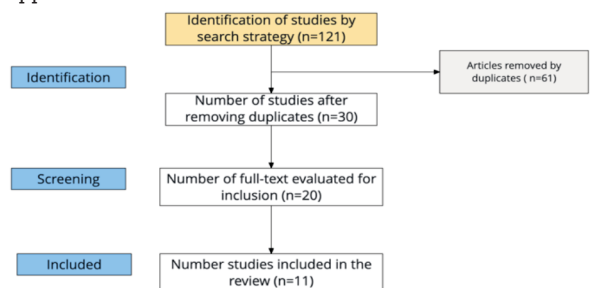 Identification of studies by
search strategy (n=121)
Articles removed by
duplicates ( n=61)
Identification
Number of studies after
removing duplicates (n=30)
Screening
Number of full-text evaluated for
inclusion (n=20)
Included
Number studies included in the
review (n=11)